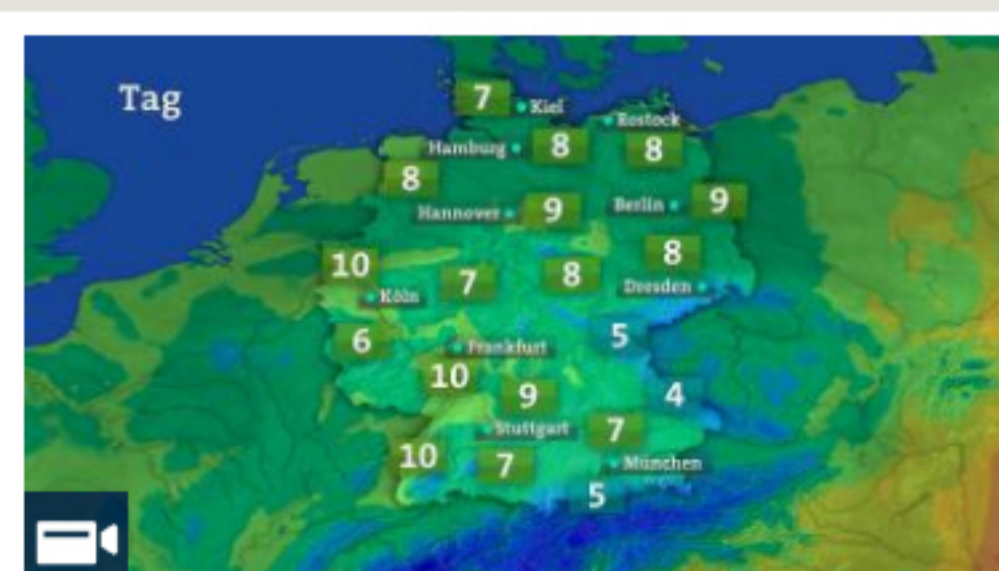 Tag
7
Kiel
Rostock
Hamburg
8
8
8
Hannover
9
Berlin
9
10
Köln
7
8
8
Dresden
6
Frankfurt
5
10
9
4
Stuttgart
7
10
7
München
5